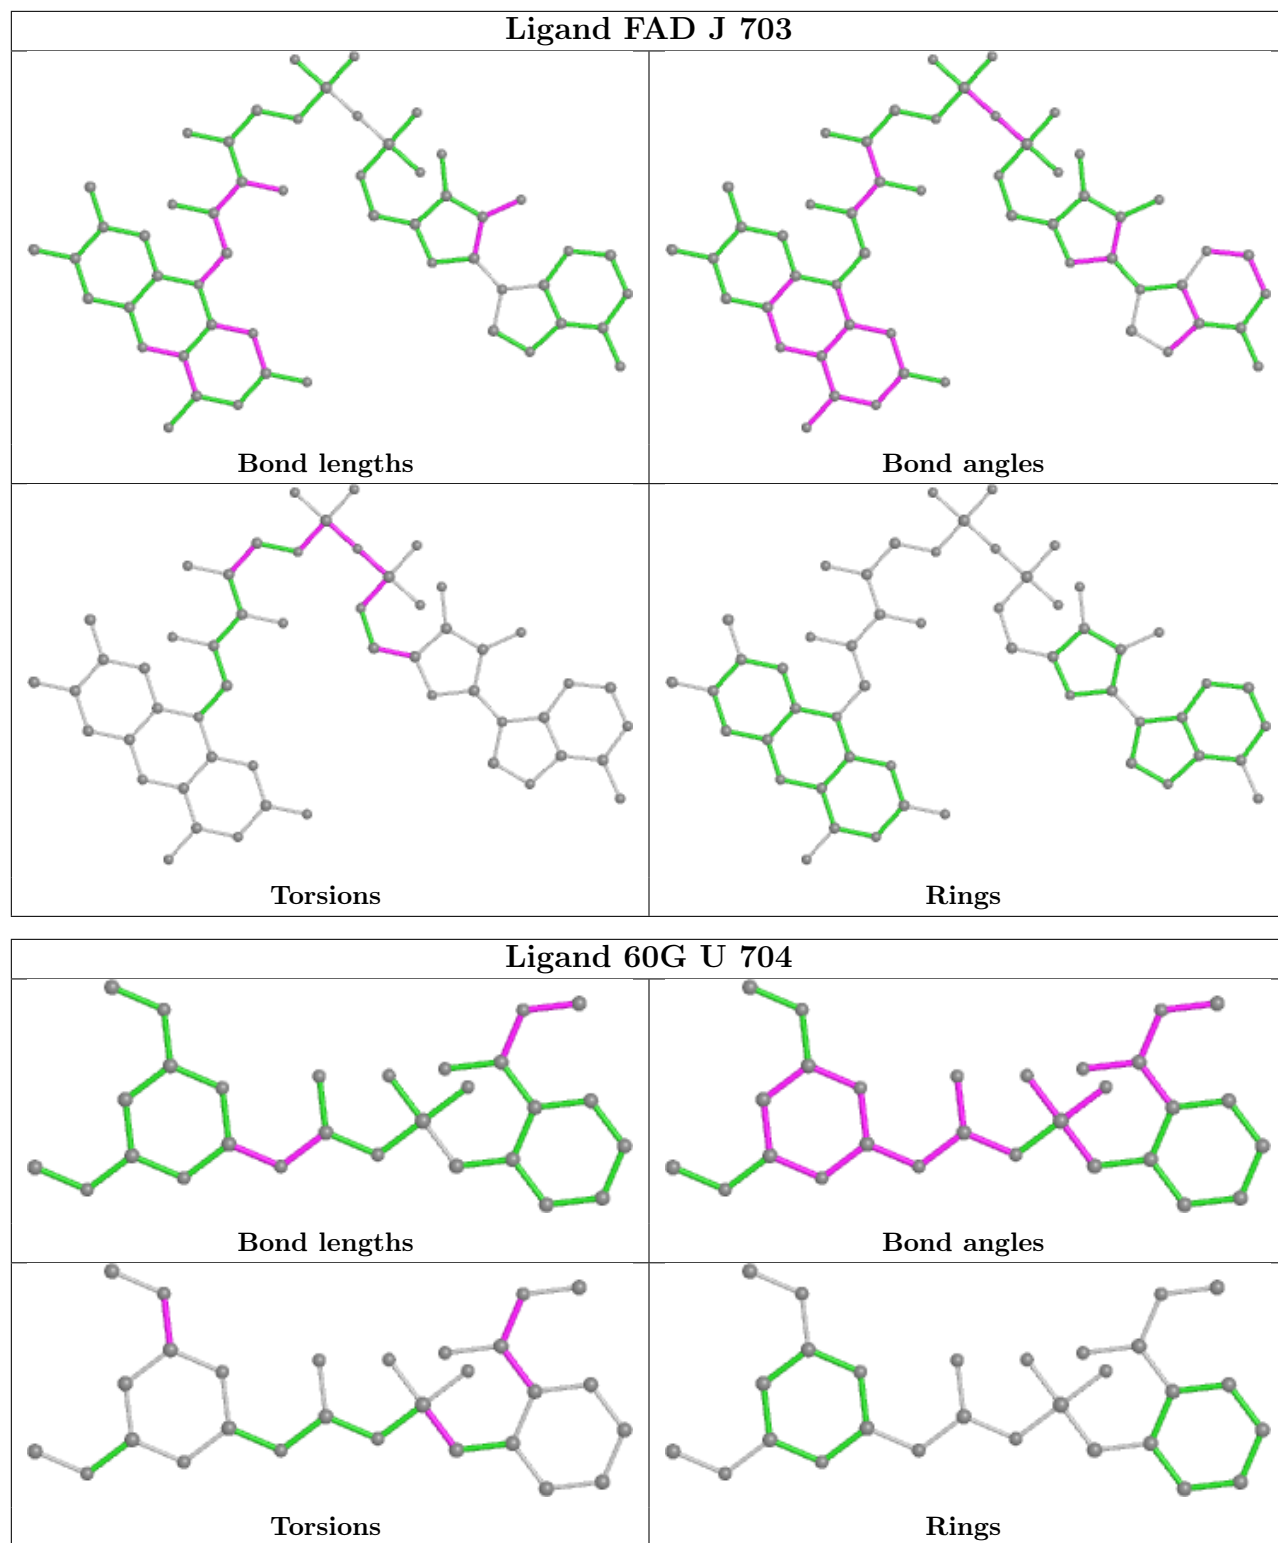 Ligand FAD J 703
Bond lengths
Bond angles
Torsions
Rings
Ligand 60G U 704
Bond lengths
Bond angles
Torsions
Rings